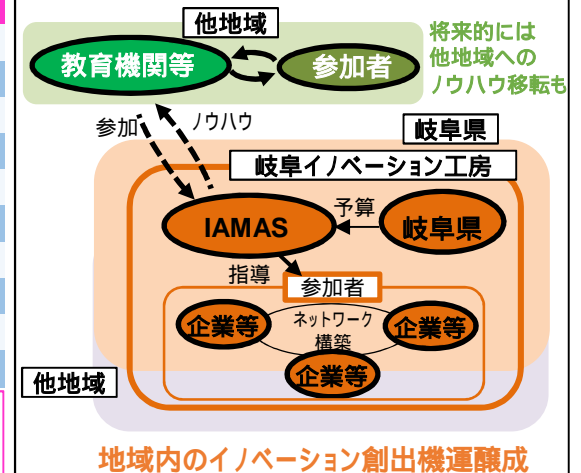 他地域
将来的には
他地域への
ノウハウ移転も
教育機関等
参加者
参加
ノウハウ
岐阜県
岐阜イノベーション工房
IAMAS
予算
岐阜県
指導
参加者
企業等
ネットワーク
構築
企業等
企業等
他地域
地域内のイノベーション創出機運醸成